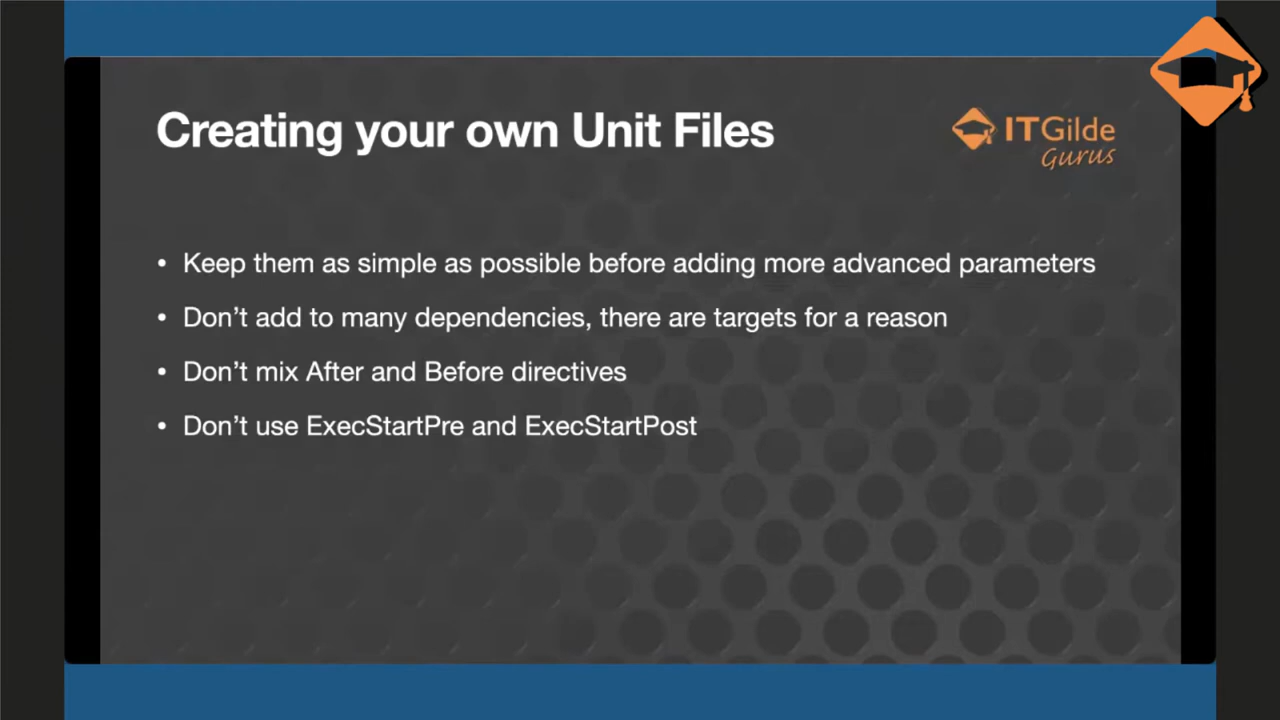 Creating your own Unit Files
ITGilde
Gurus
• Keep them as simple as possible before adding more advanced parameters
• Don’t add to many dependencies, there are targets for a reason
• Don’t mix After and Before directives
• Don’t use ExecStartPre and ExecStartPost